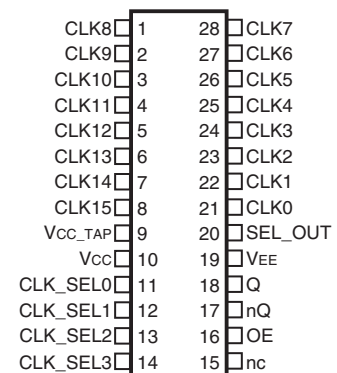 CLK8 1 28 CLK7
CLK9 2 27 CLK6
CLK10 3 26 CLK5
CLK11 4 25 CLK4
CLK12 5 24 CLK3
CLK13 6 23 CLK2
CLK14 7 22 CLK1
CLK15 8 21 CLK0
VCC_TAP 9 20 SEL_OUT
VCC 10 19 VEE
CLK_SEL0 11 18 Q
CLK_SEL1 12 17 nQ
CLK_SEL2 13 16 OE
CLK_SEL3 14 15 nc